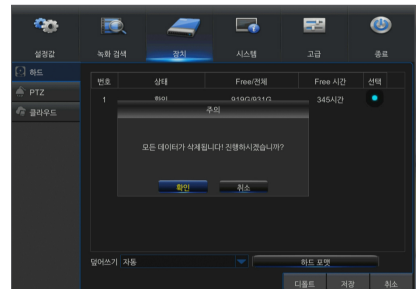 설정값 녹화 검색 장치 시스템 고급 종료
하드
PTZ
클라우드
번호 상태 Free/전체 Free 시간 선택
1 확인 919G/931G 345시간
주의
모든 데이터가 삭제됩니다! 진행하시겠습니까?
확인 취소
덮어쓰기 자동 하드 포맷
디폴트 저장 취소